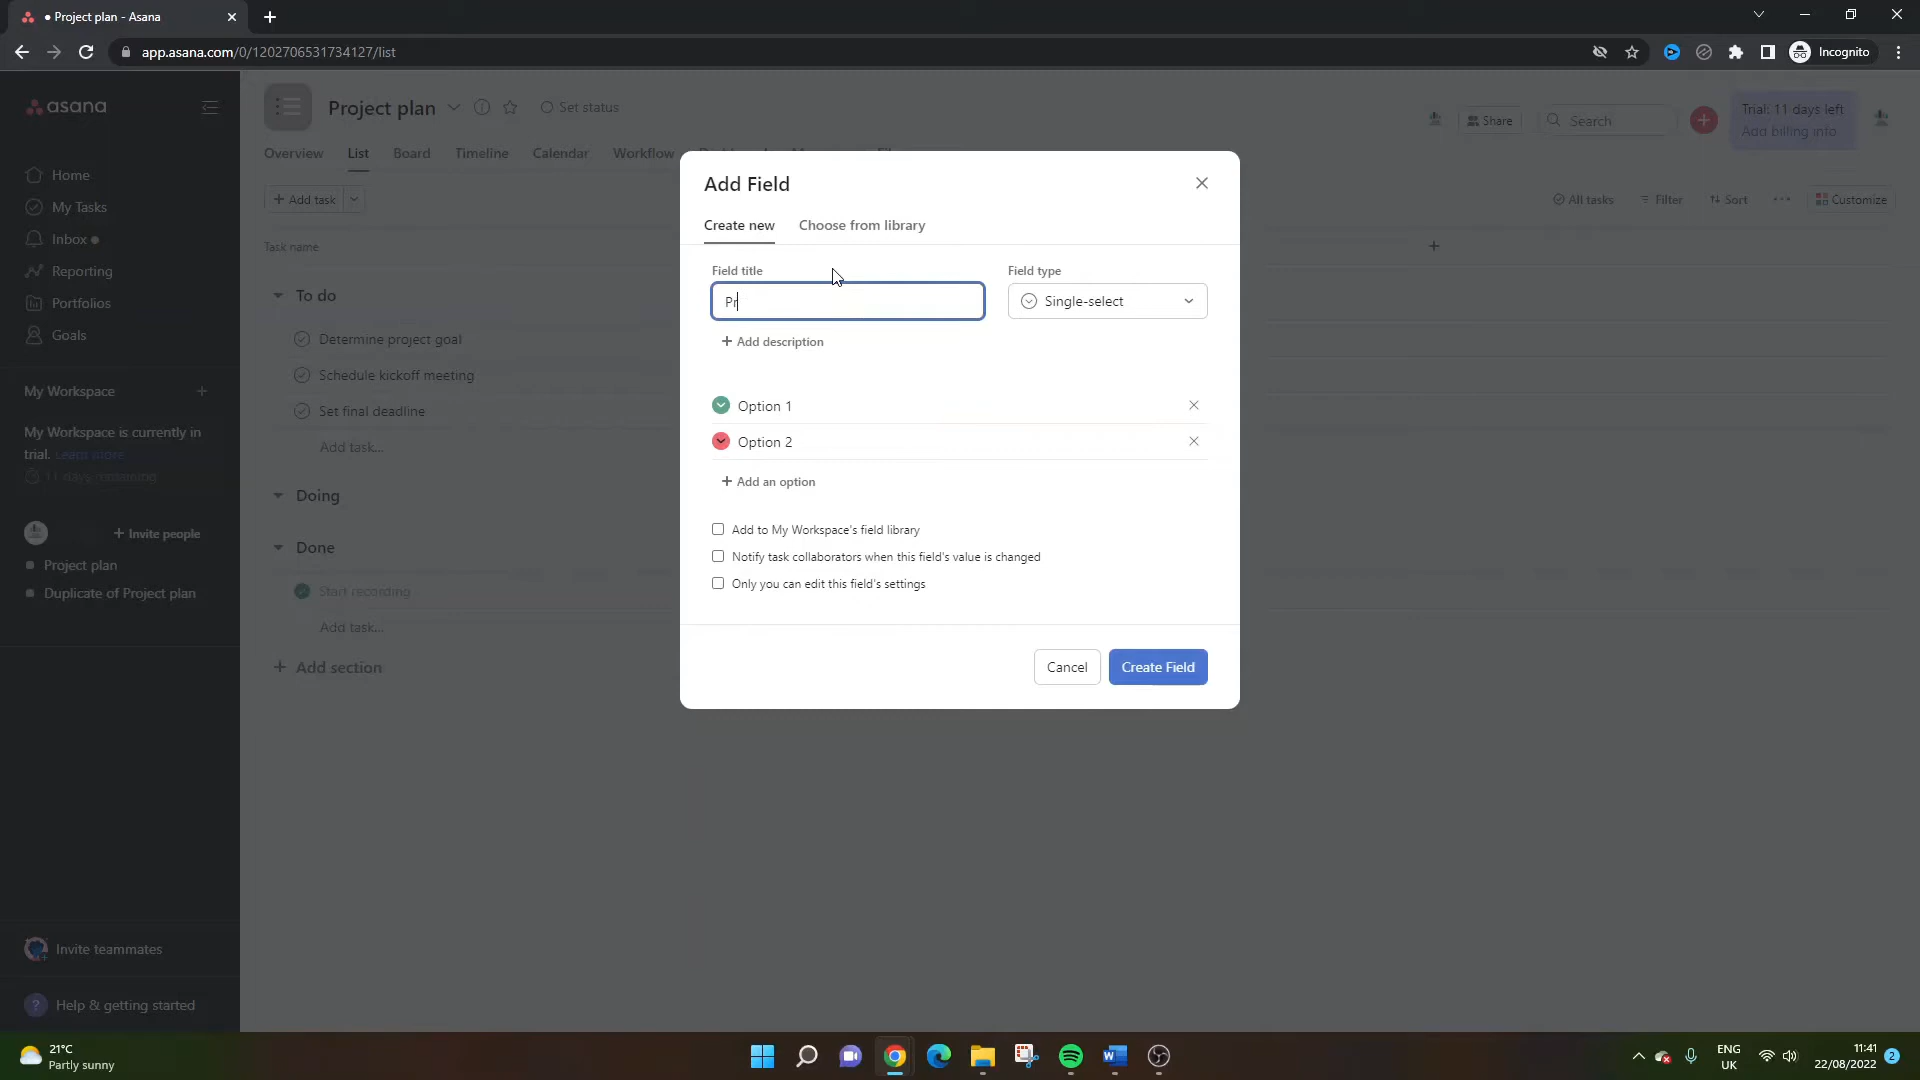 Project plan - Asana
app.asana.com/0/1202706531734127/list
Incognito
asana
Home
My Tasks
Inbox
Reporting
Portfolios
Goals
My Workspace
My Workspace is currently in
trial. Learn more
11 days remaining
Invite people
Project plan
Duplicate of Project plan
Invite teammates
? Help & getting started
Project plan
Set status
Overview List Board Timeline Calendar Workflow
Share
Search
Trial: 11 days left
Add billing info
+ Add task
All tasks
Filter
Sort
Customize
Task name
To do
Determine project goal
Schedule kickoff meeting
Set final deadline
Add task...
Doing
Done
Start recording
Add task...
+ Add section
Add Field
Create new
Choose from library
Field title
Field type
Pr
Single-select
+ Add description
Option 1
Option 2
+ Add an option
Add to My Workspace's field library
Notify task collaborators when this field's value is changed
Only you can edit this field's settings
Cancel
Create Field
21°C
Partly sunny
ENG
UK
11:41
22/08/2022
2